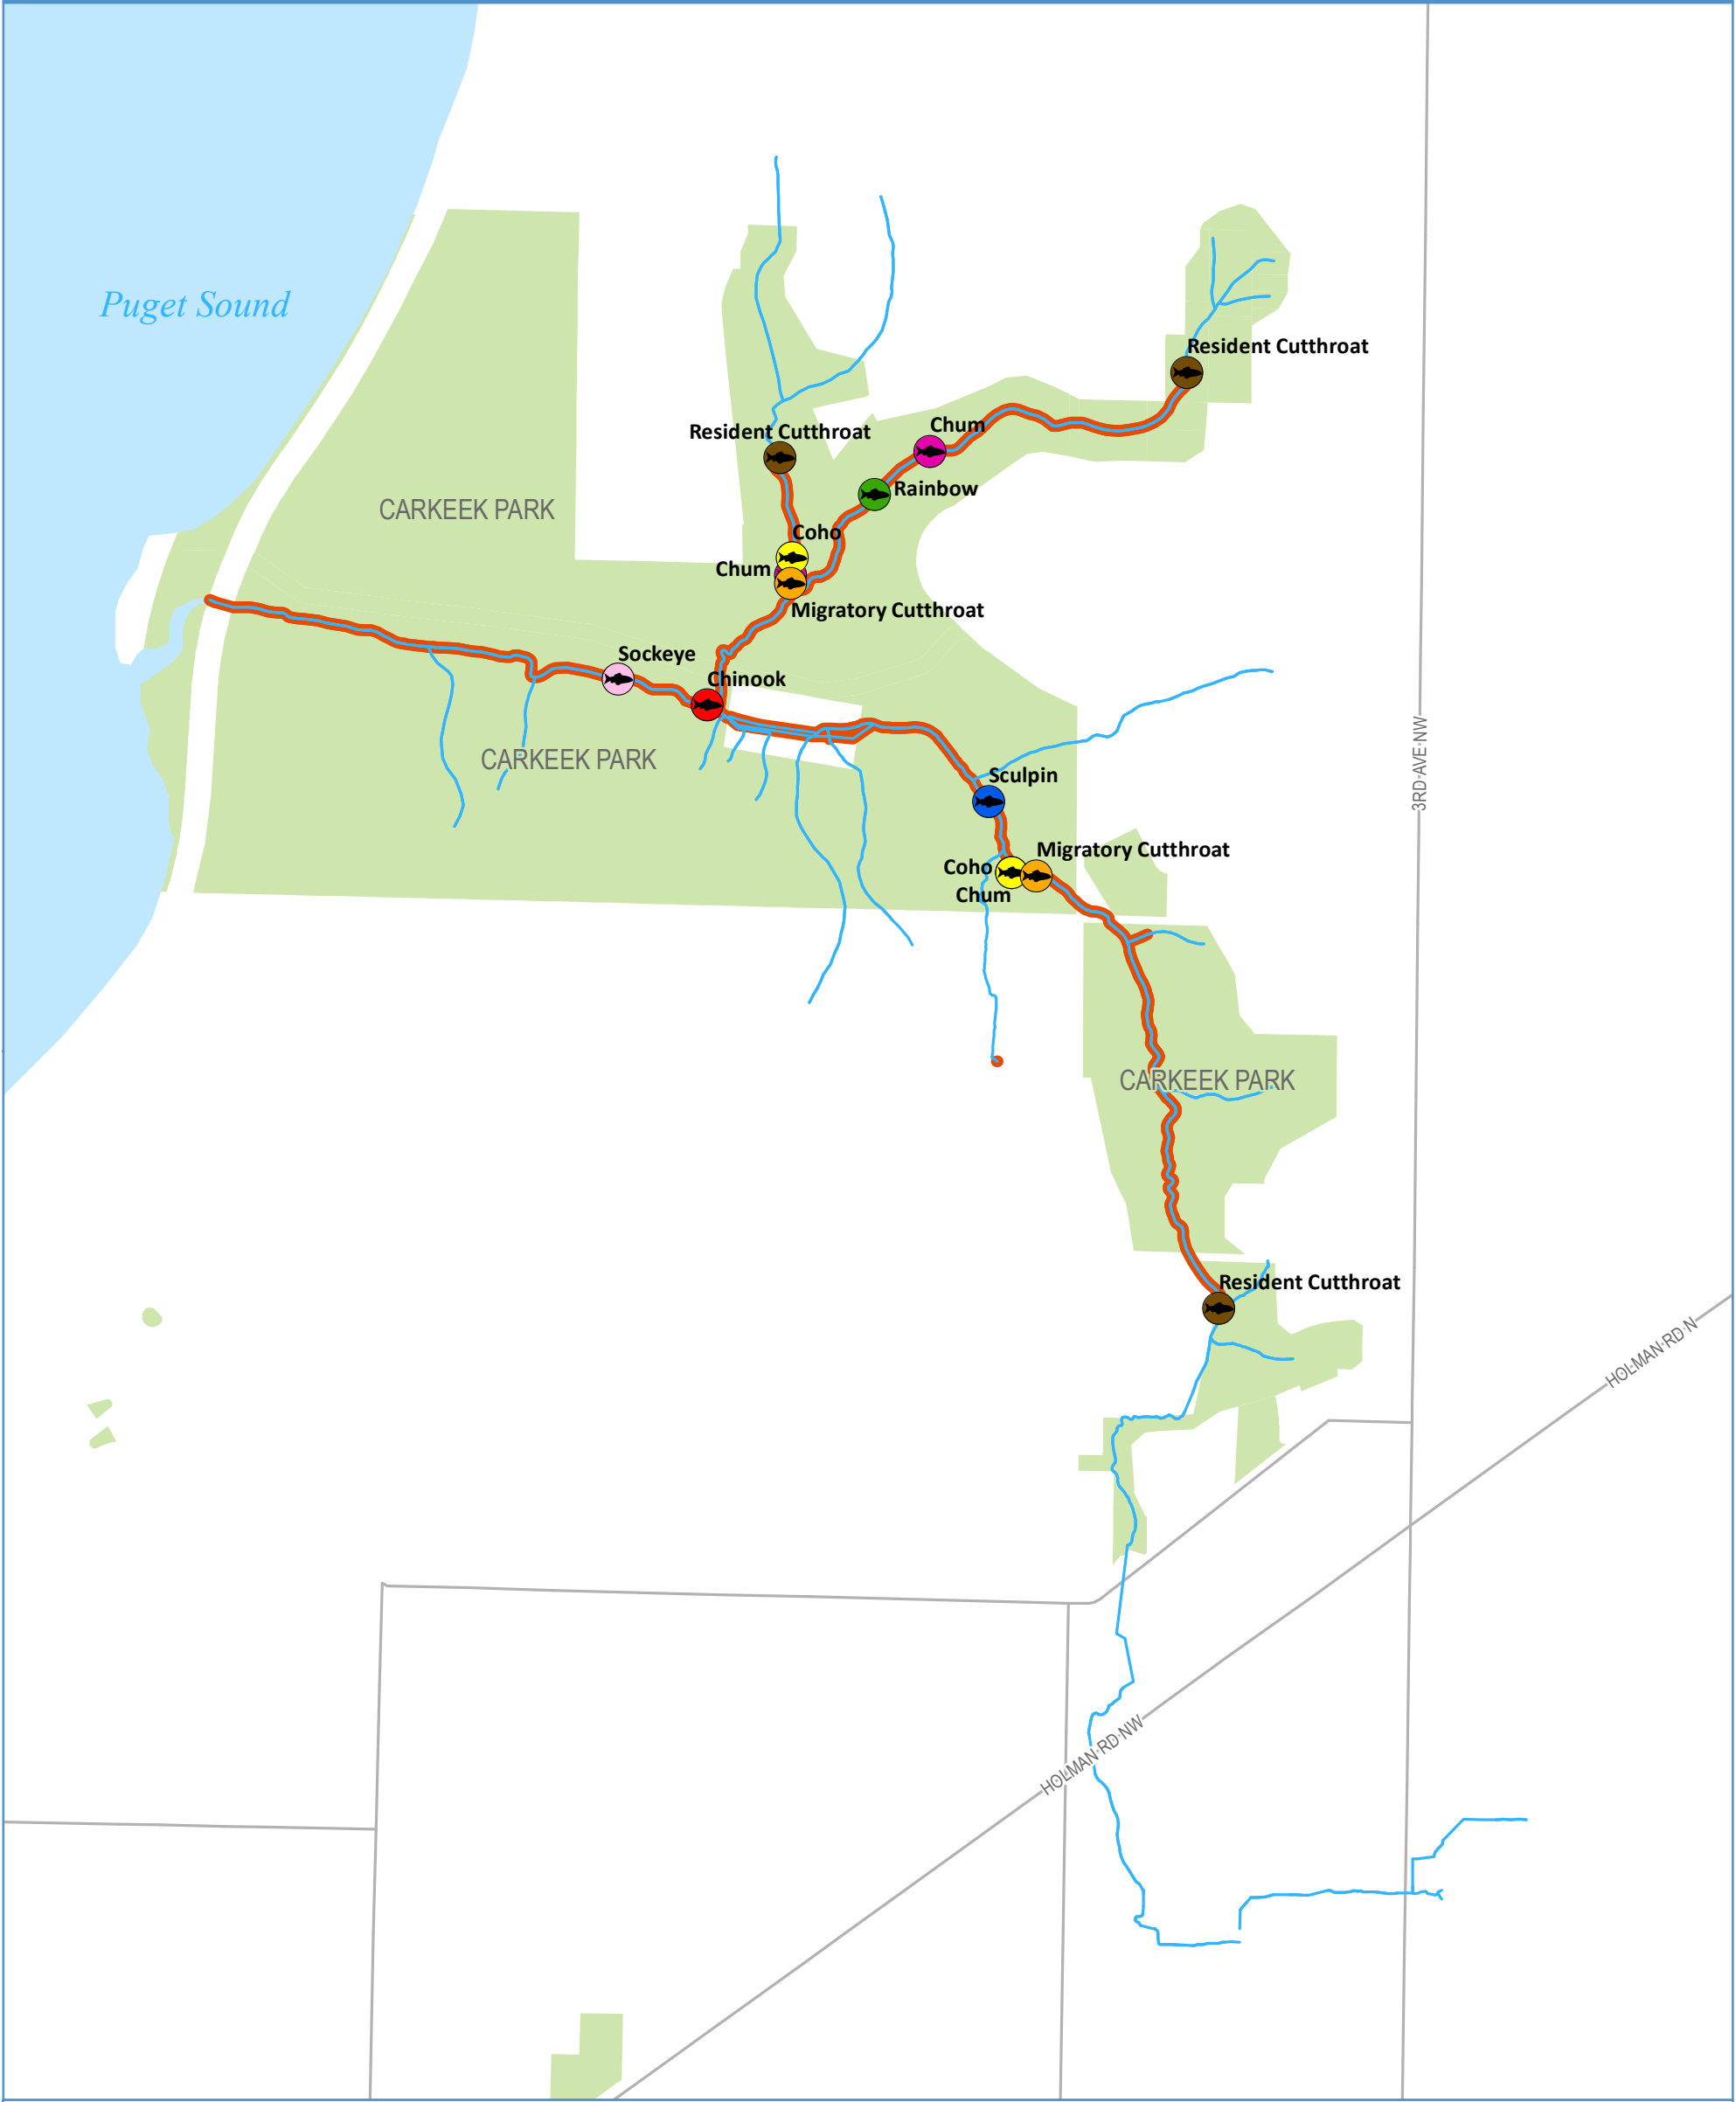 Puget Sound
Resident Cutthroat
Chum
Resident Cutthroat
Rainbow
CARKEEK PARK
Coho
Chum
Migratory Cutthroat
Sockeye
Chinook
CARKEEK PARK
3RD AVE NW
Sculpin
Migratory Cutthroat
Coho
Chum
CARKEEK PARK
Resident Cutthroat
HOLMAN RD N
HOLMAN RD NW